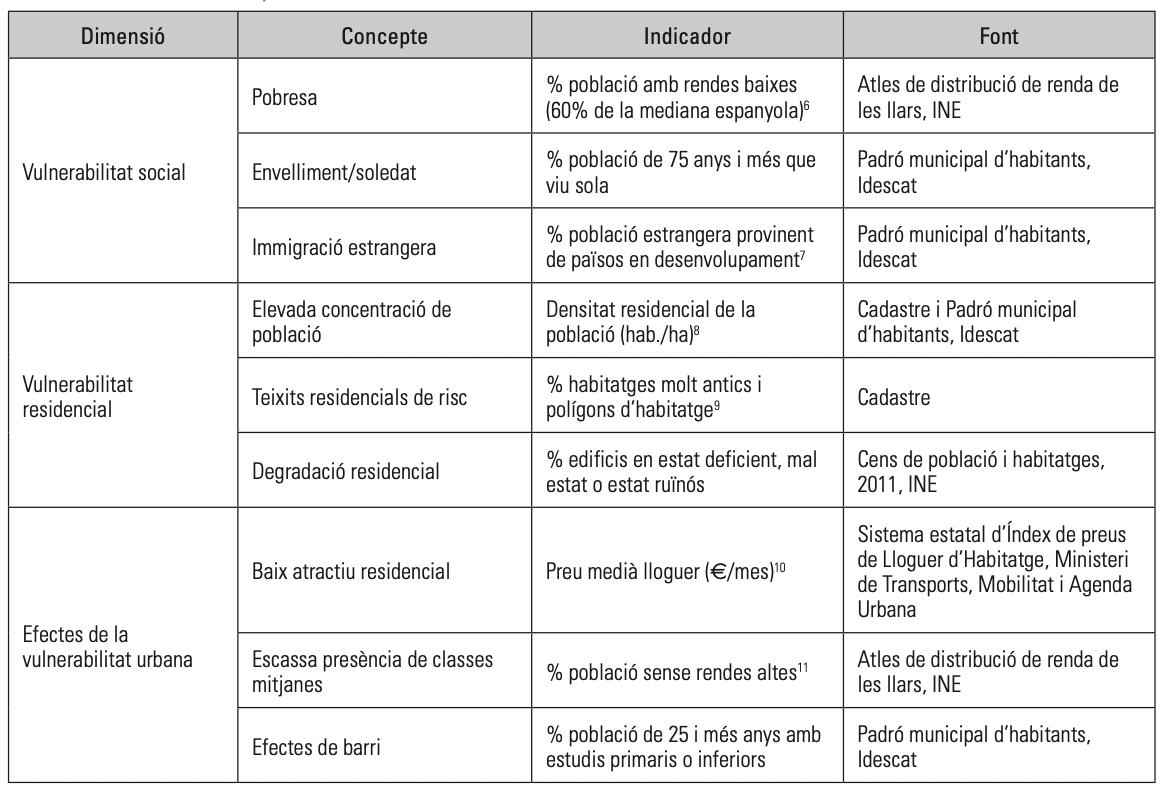 Dimensió
Concepte
Indicador
Font
Vulnerabilitat social
Pobresa
% població amb rendes baixes
(60% de la mediana espanyola)⁶
Atles de distribució de renda de
les llars, INE
Envelliment/soledat
% població de 75 anys i més que
viu sola
Padró municipal d’habitants,
Idescat
Immigració estrangera
% població estrangera provinent
de països en desenvolupament⁷
Padró municipal d’habitants,
Idescat
Vulnerabilitat
residencial
Elevada concentració de
població
Densitat residencial de la
població (hab./ha)⁸
Cadastre i Padró municipal
d’habitants, Idescat
Teixits residencials de risc
% habitatges molt antics i
polígons d’habitatge⁹
Cadastre
Degradació residencial
% edificis en estat deficient, mal
estat o estat ruïnós
Cens de població i habitatges,
2011, INE
Efectes de la
vulnerabilitat urbana
Baix atractiu residencial
Preu medià lloguer (€/mes)¹⁰
Sistema estatal d’Índex de preus
de Lloguer d’Habitatge, Ministeri
de Transports, Mobilitat i Agenda
Urbana
Escassa presència de classes
mitjanes
% població sense rendes altes¹¹
Atles de distribució de renda de
les llars, INE
Efectes de barri
% població de 25 i més anys amb
estudis primaris o inferiors
Padró municipal d’habitants,
Idescat